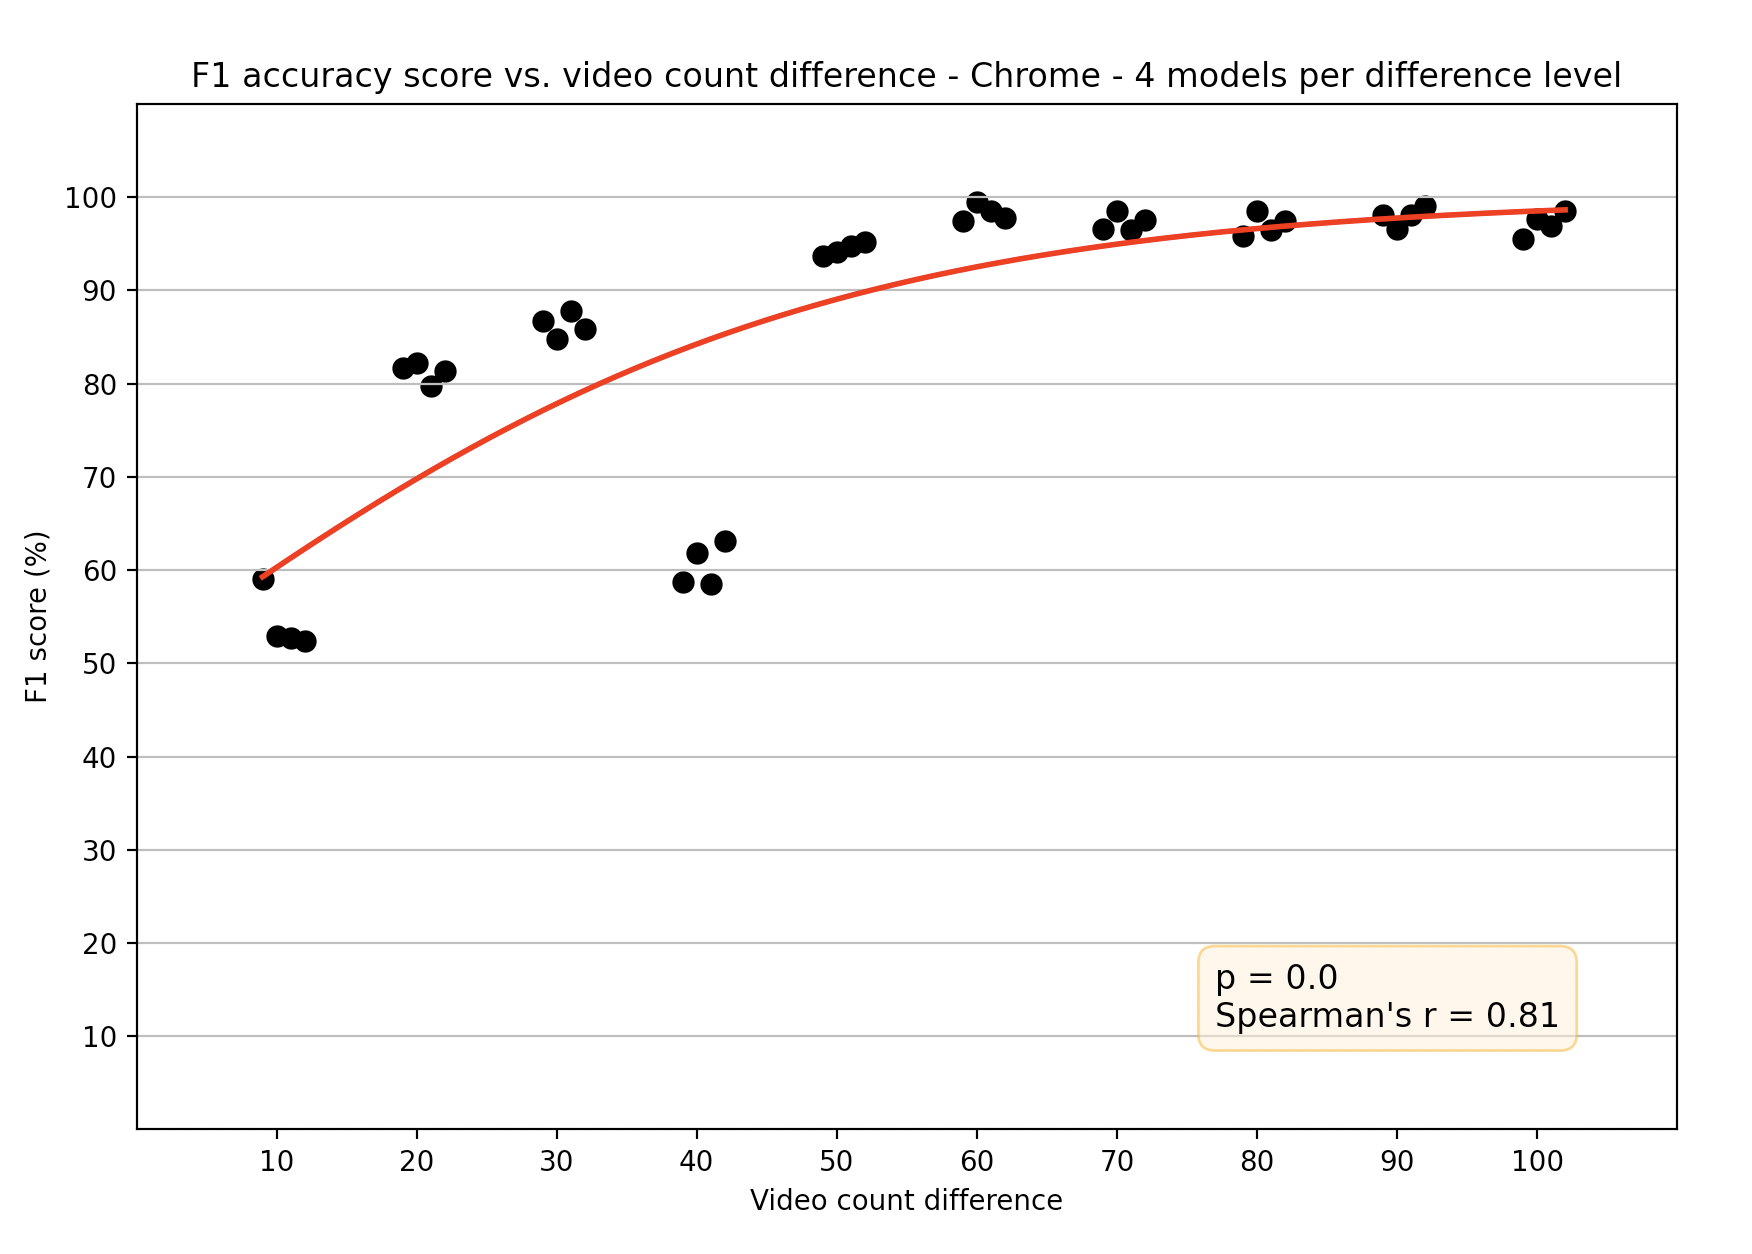 F1 accuracy score vs. video count difference - Chrome - 4 models per difference level
100
90
80
70
60
50
40
30
20
10
F1 score (%)
p = 0.0
Spearman's r = 0.81
10 20 30 40 50 60 70 80 90 100
Video count difference